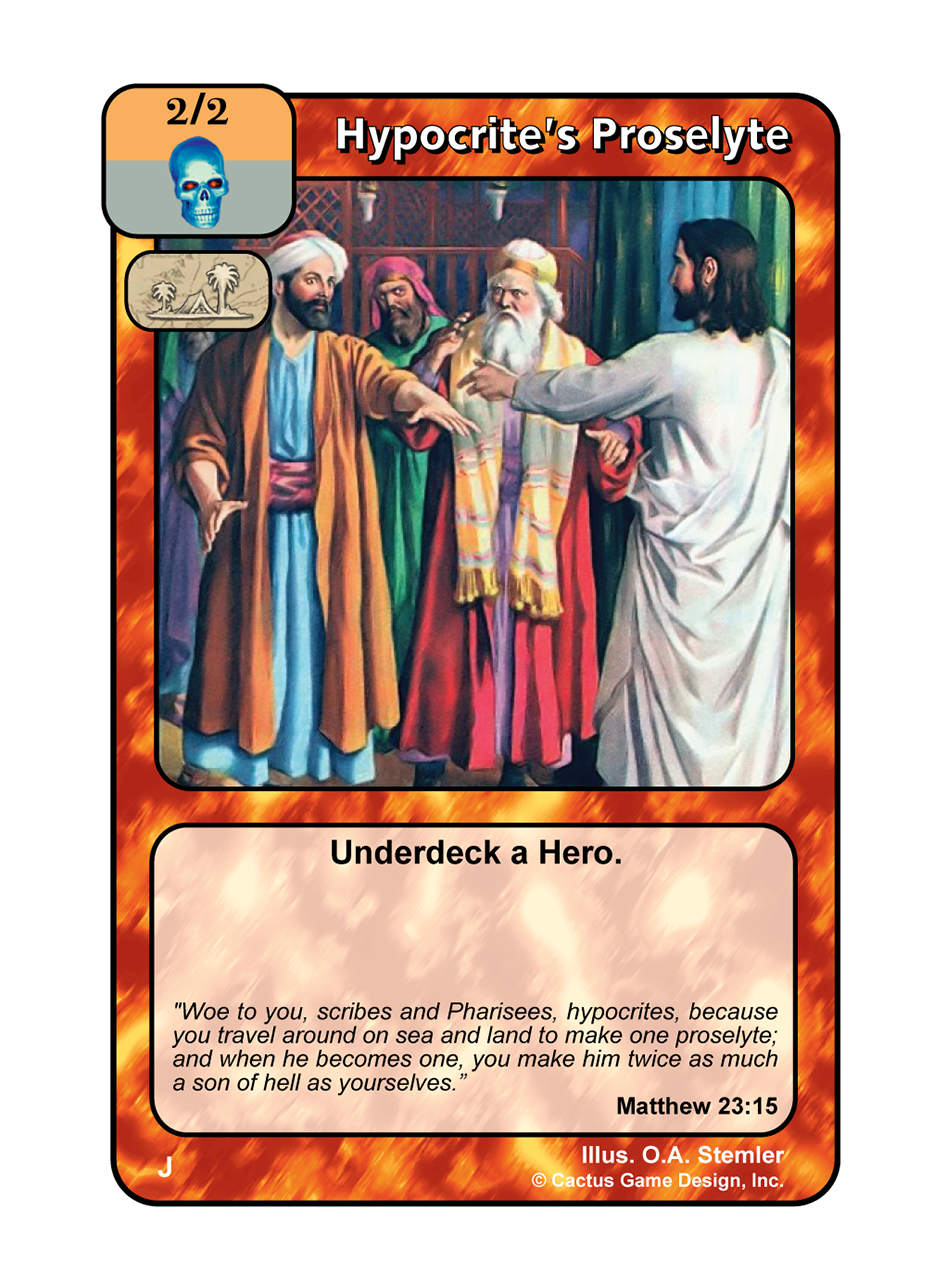 2/2
Hypocrite's Proselyte
Underdeck a Hero.
"Woe to you, scribes and Pharisees, hypocrites, because
you travel around on sea and land to make one proselyte;
and when he becomes one, you make him twice as much
a son of hell as yourselves.”
Matthew 23:15
J
Illus. O.A. Stemler
© Cactus Game Design, Inc.